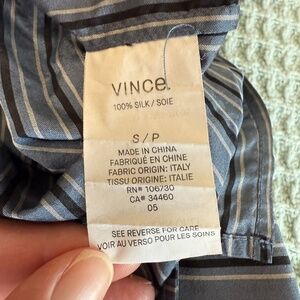 VINCE.
100% SILK / SOIE
S / P
MADE IN CHINA
FABRIQUÉ EN CHINE
FABRIC ORIGIN: ITALY
TISSU ORIGINE: ITALIE
RN# 106730
CA# 34460
05
SEE REVERSE FOR CARE
VOIR AU VERSO POUR LES SOINS